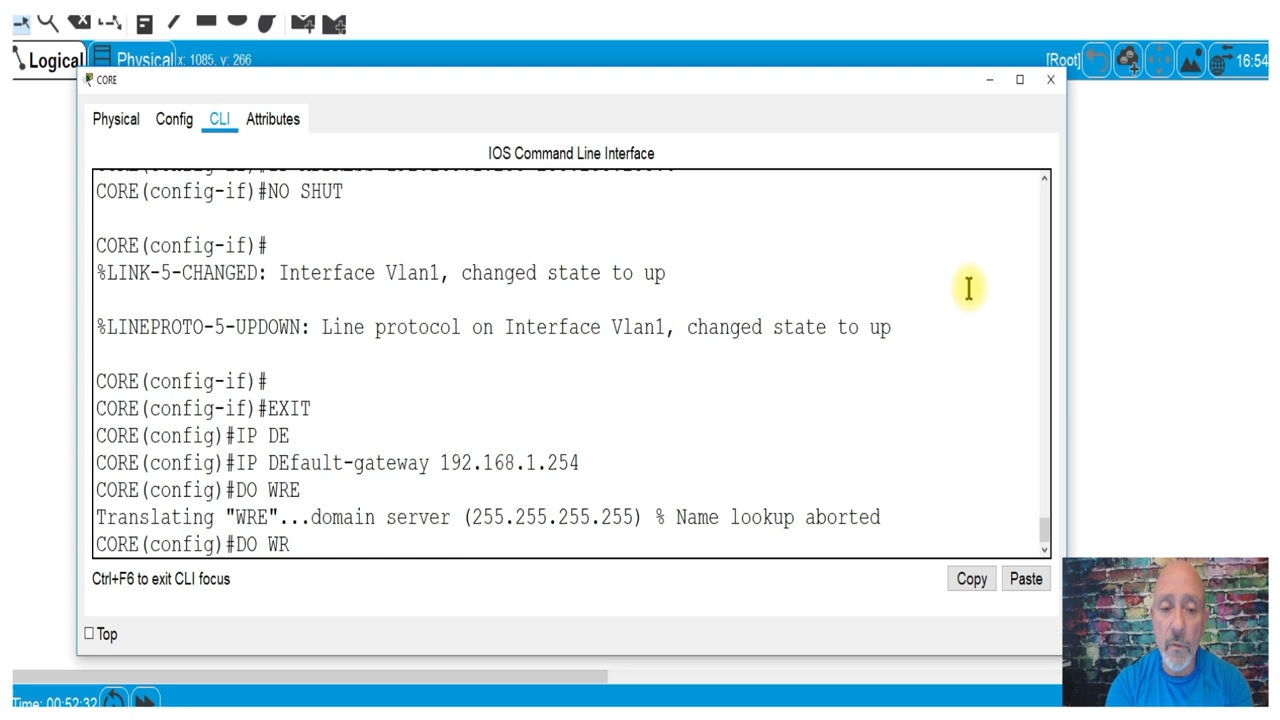 Logical
Physical
x: 1085, y: 266
[Root]
16:54
CORE
Physical
Config
CLI
Attributes
IOS Command Line Interface
CORE(config-if)#NO SHUT
CORE(config-if)#
%LINK-5-CHANGED: Interface Vlan1, changed state to up
%LINEPROTO-5-UPDOWN: Line protocol on Interface Vlan1, changed state to up
CORE(config-if)#
CORE(config-if)#EXIT
CORE(config)#IP DE
CORE(config)#IP DEfault-gateway 192.168.1.254
CORE(config)#DO WRE
Translating "WRE"...domain server (255.255.255.255) % Name lookup aborted
CORE(config)#DO WR
Ctrl+F6 to exit CLI focus
Copy
Paste
Top
Time: 00:52:32